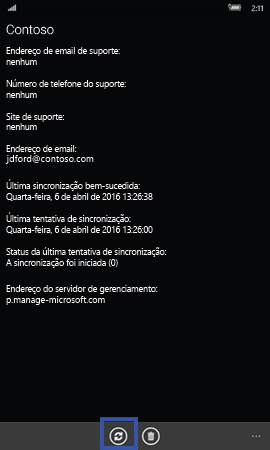 2:11
Contoso
Endereço de email de suporte:
nenhum
Número de telefone do suporte:
nenhum
Site de suporte:
nenhum
Endereço de email:
jdford@contoso.com
Última sincronização bem-sucedida:
Quarta-feira, 6 de abril de 2016 13:26:38
Última tentativa de sincronização:
Quarta-feira, 6 de abril de 2016 13:26:00
Status da última tentativa de sincronização:
A sincronização foi iniciada (0)
Endereço do servidor de gerenciamento:
p.manage-microsoft.com